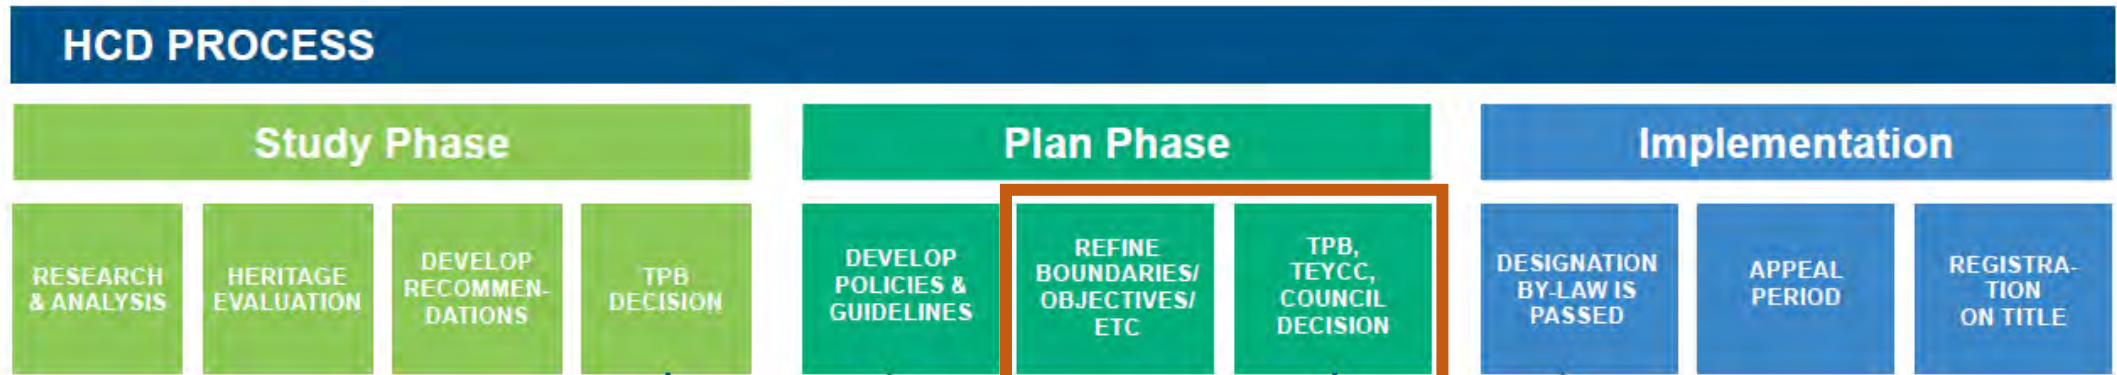 HCD PROCESS
Study Phase
RESEARCH
& ANALYSIS
HERITAGE
EVALUATION
DEVELOP
RECOMMEN-
DATIONS
TPB
DECISION
Plan Phase
DEVELOP
POLICIES &
GUIDELINES
REFINE
BOUNDARIES/
OBJECTIVES/
ETC
TPB,
TEYCC,
COUNCIL
DECISION
Implementation
DESIGNATION
BY-LAW IS
PASSED
APPEAL
PERIOD
REGISTRA-
TION
ON TITLE